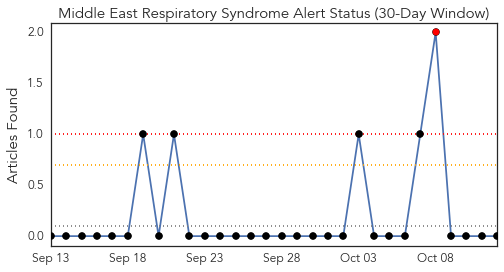 Middle East Respiratory Syndrome Alert Status (30-Day Window)
Articles Found
2.0
1.5
1.0
0.5
0.0
Sep 13 Sep 18 Sep 23 Sep 28 Oct 03 Oct 08